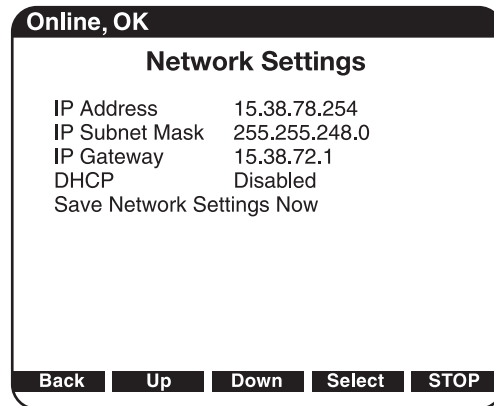 Online, OK
Network Settings
IP Address 15.38.78.254
IP Subnet Mask 255.255.248.0
IP Gateway 15.38.72.1
DHCP Disabled
Save Network Settings Now
Back Up Down Select STOP